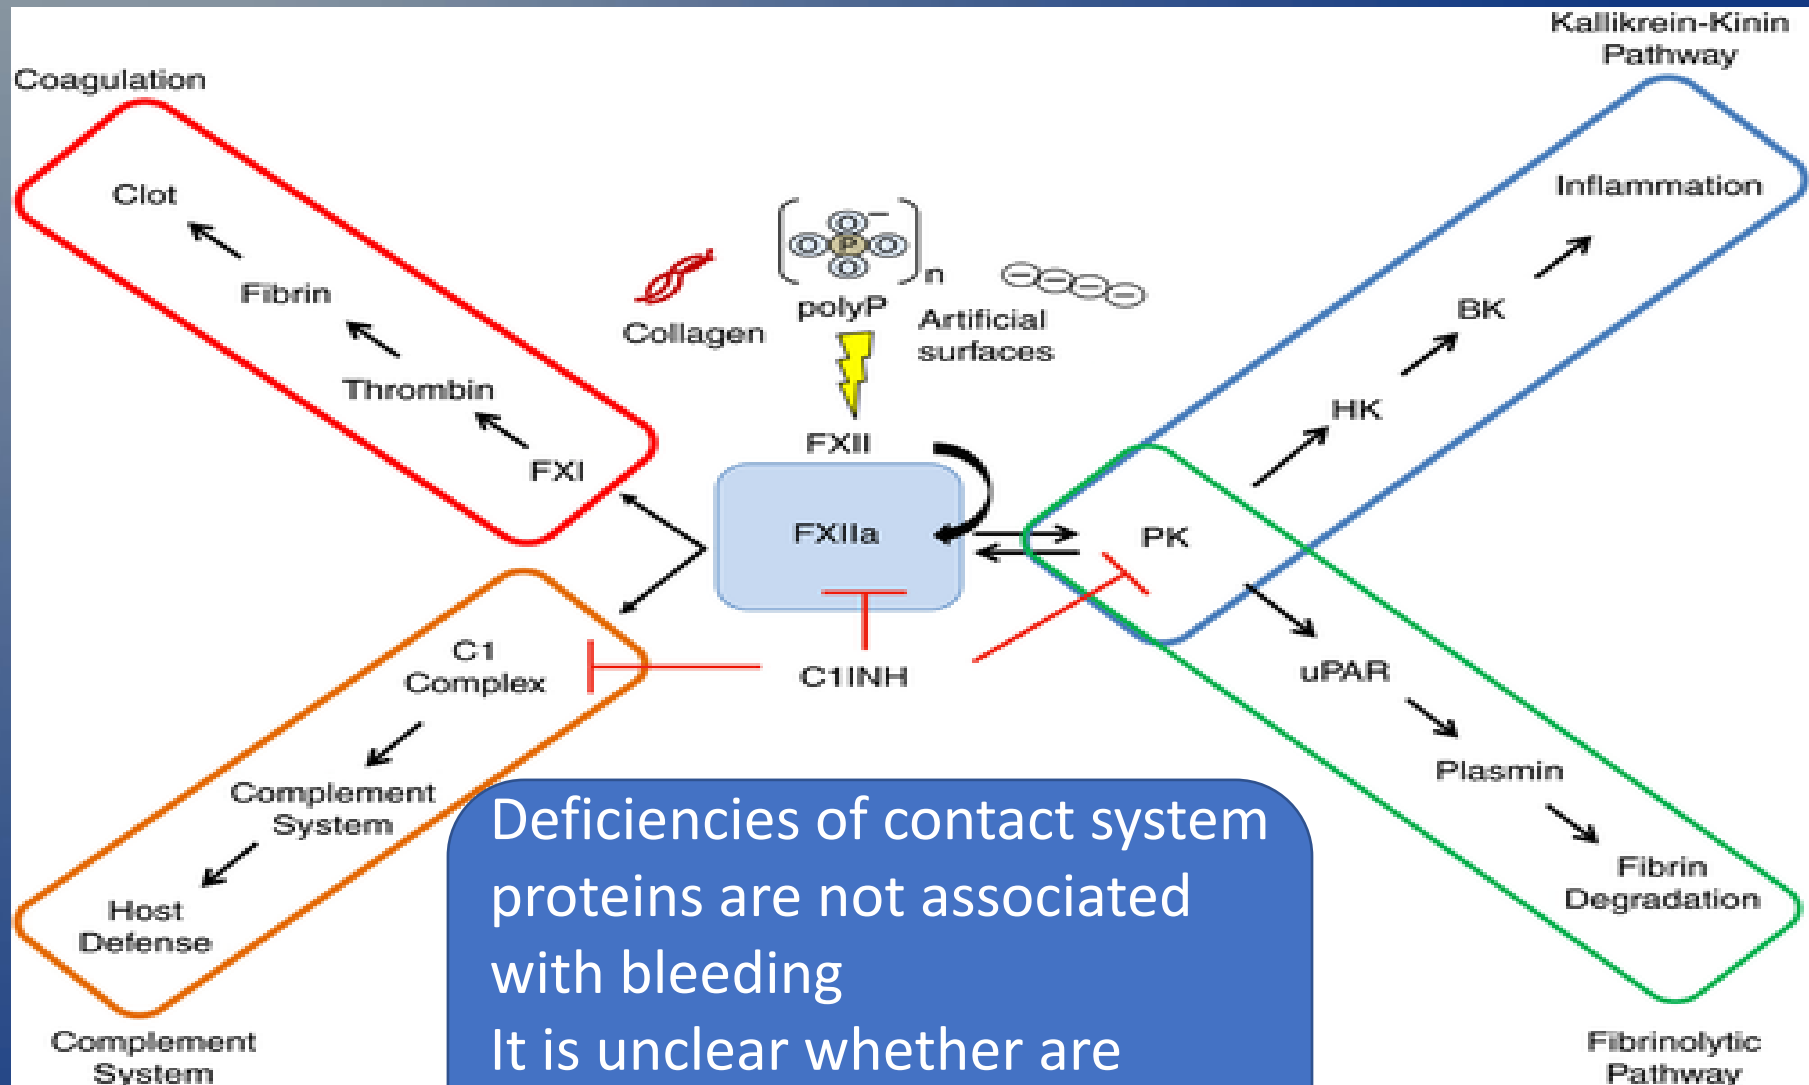 Kallikrein-Kinin
Pathway
Coagulation
Clot
Inflammation
P
n
Fibrin
polyP
BK
Collagen
Artificial
surfaces
Thrombin
HK
FXII
FXI
FXIIa
PK
C1
Complex
C1INH
uPAR
Plasmin
Complement
System
Fibrin
Degradation
Host
Defense
Deficiencies of contact system
proteins are not associated
with bleeding
It is unclear whether are
Complement
System
Fibrinolytic
Pathway